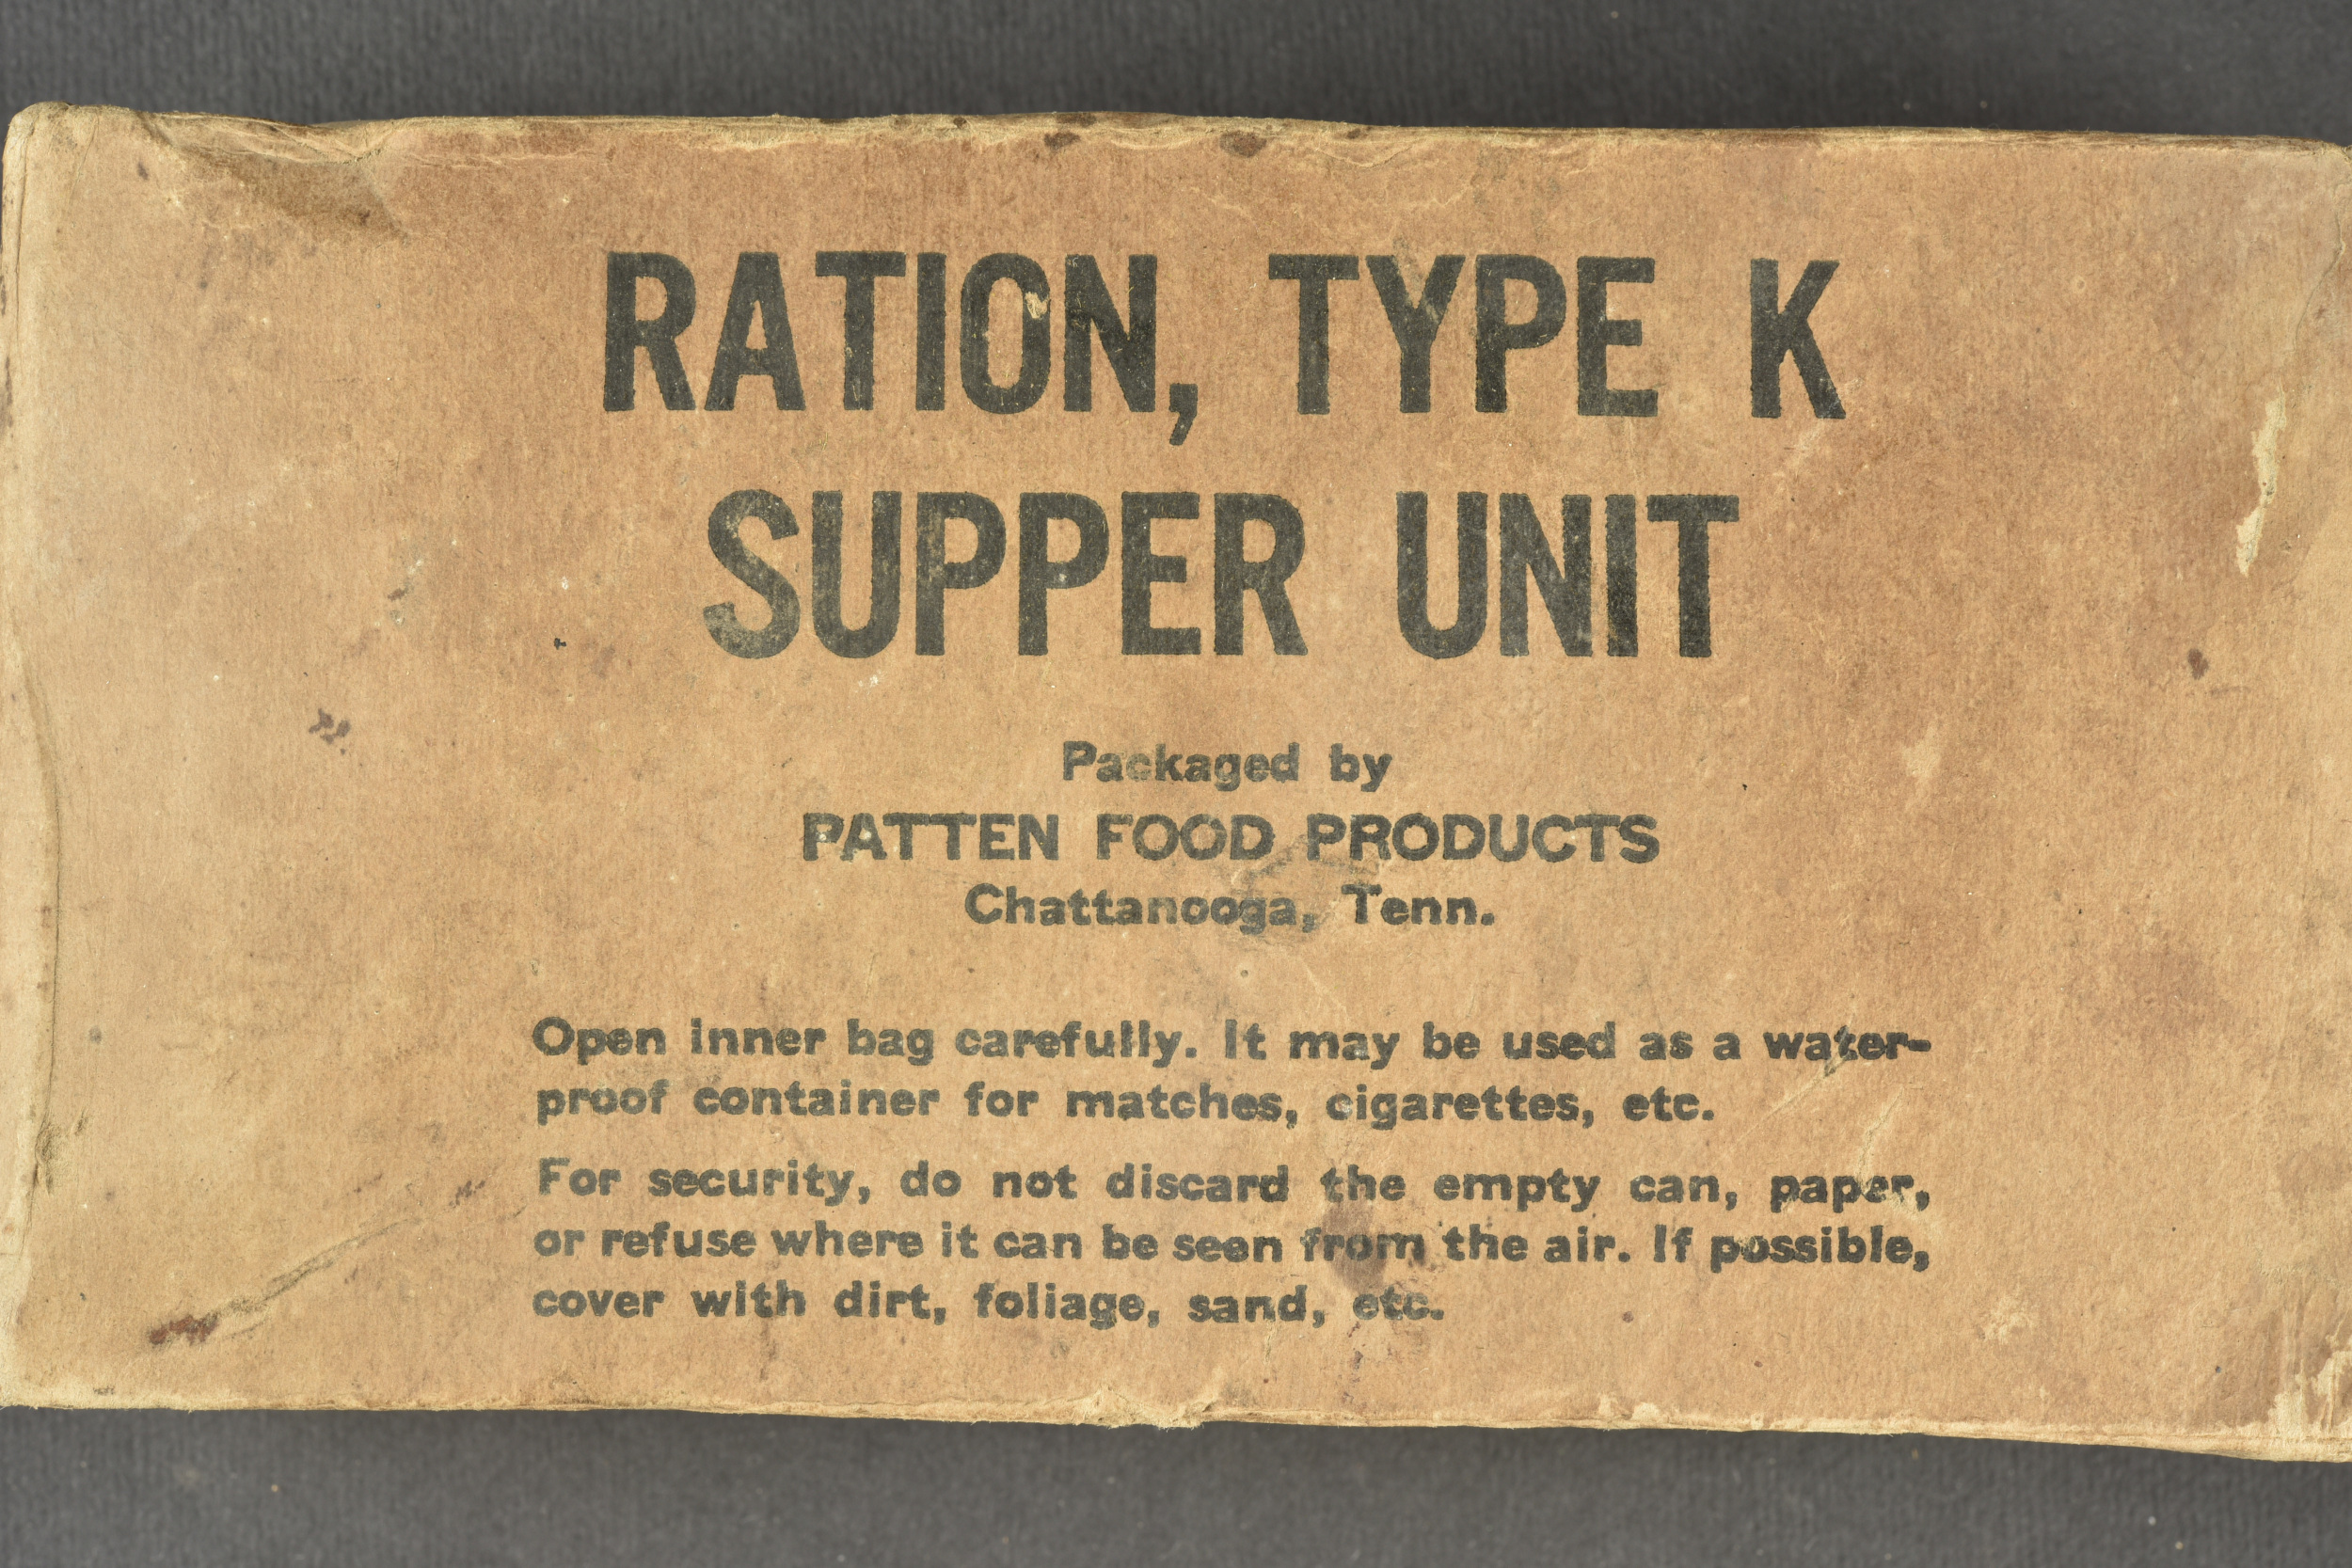 RATION, TYPE K
SUPPER UNIT
Packaged by
PATTEN FOOD PRODUCTS
Chattanooga, Tenn.
Open inner bag carefully. It may be used as a water-
proof container for matches, cigarettes, etc.
For security, do not discard the empty can, paper,
or refuse where it can be seen from the air. If possible,
cover with dirt, foliage, sand, etc.